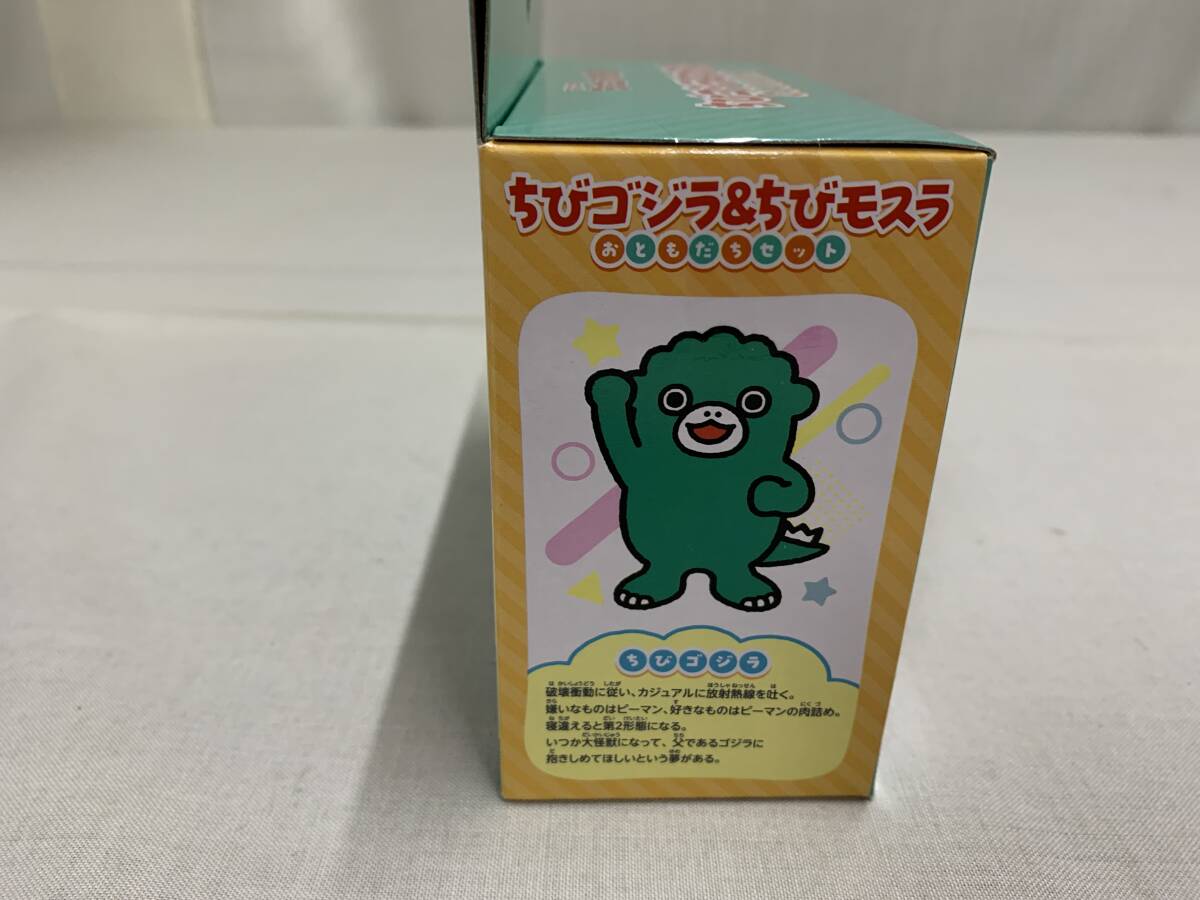 ちびゴジラ&ちびモスラ
おともだちセット
ちびゴジラ
破壊衝動に従い、カジュアルに放射熱線を吐く。
嫌いなものはピーマン、好きなものはピーマンの肉詰め。
寝違えると第2形態になる。
いつか大怪獣になって、父であるゴジラに
抱きしめてほしいという夢がある。